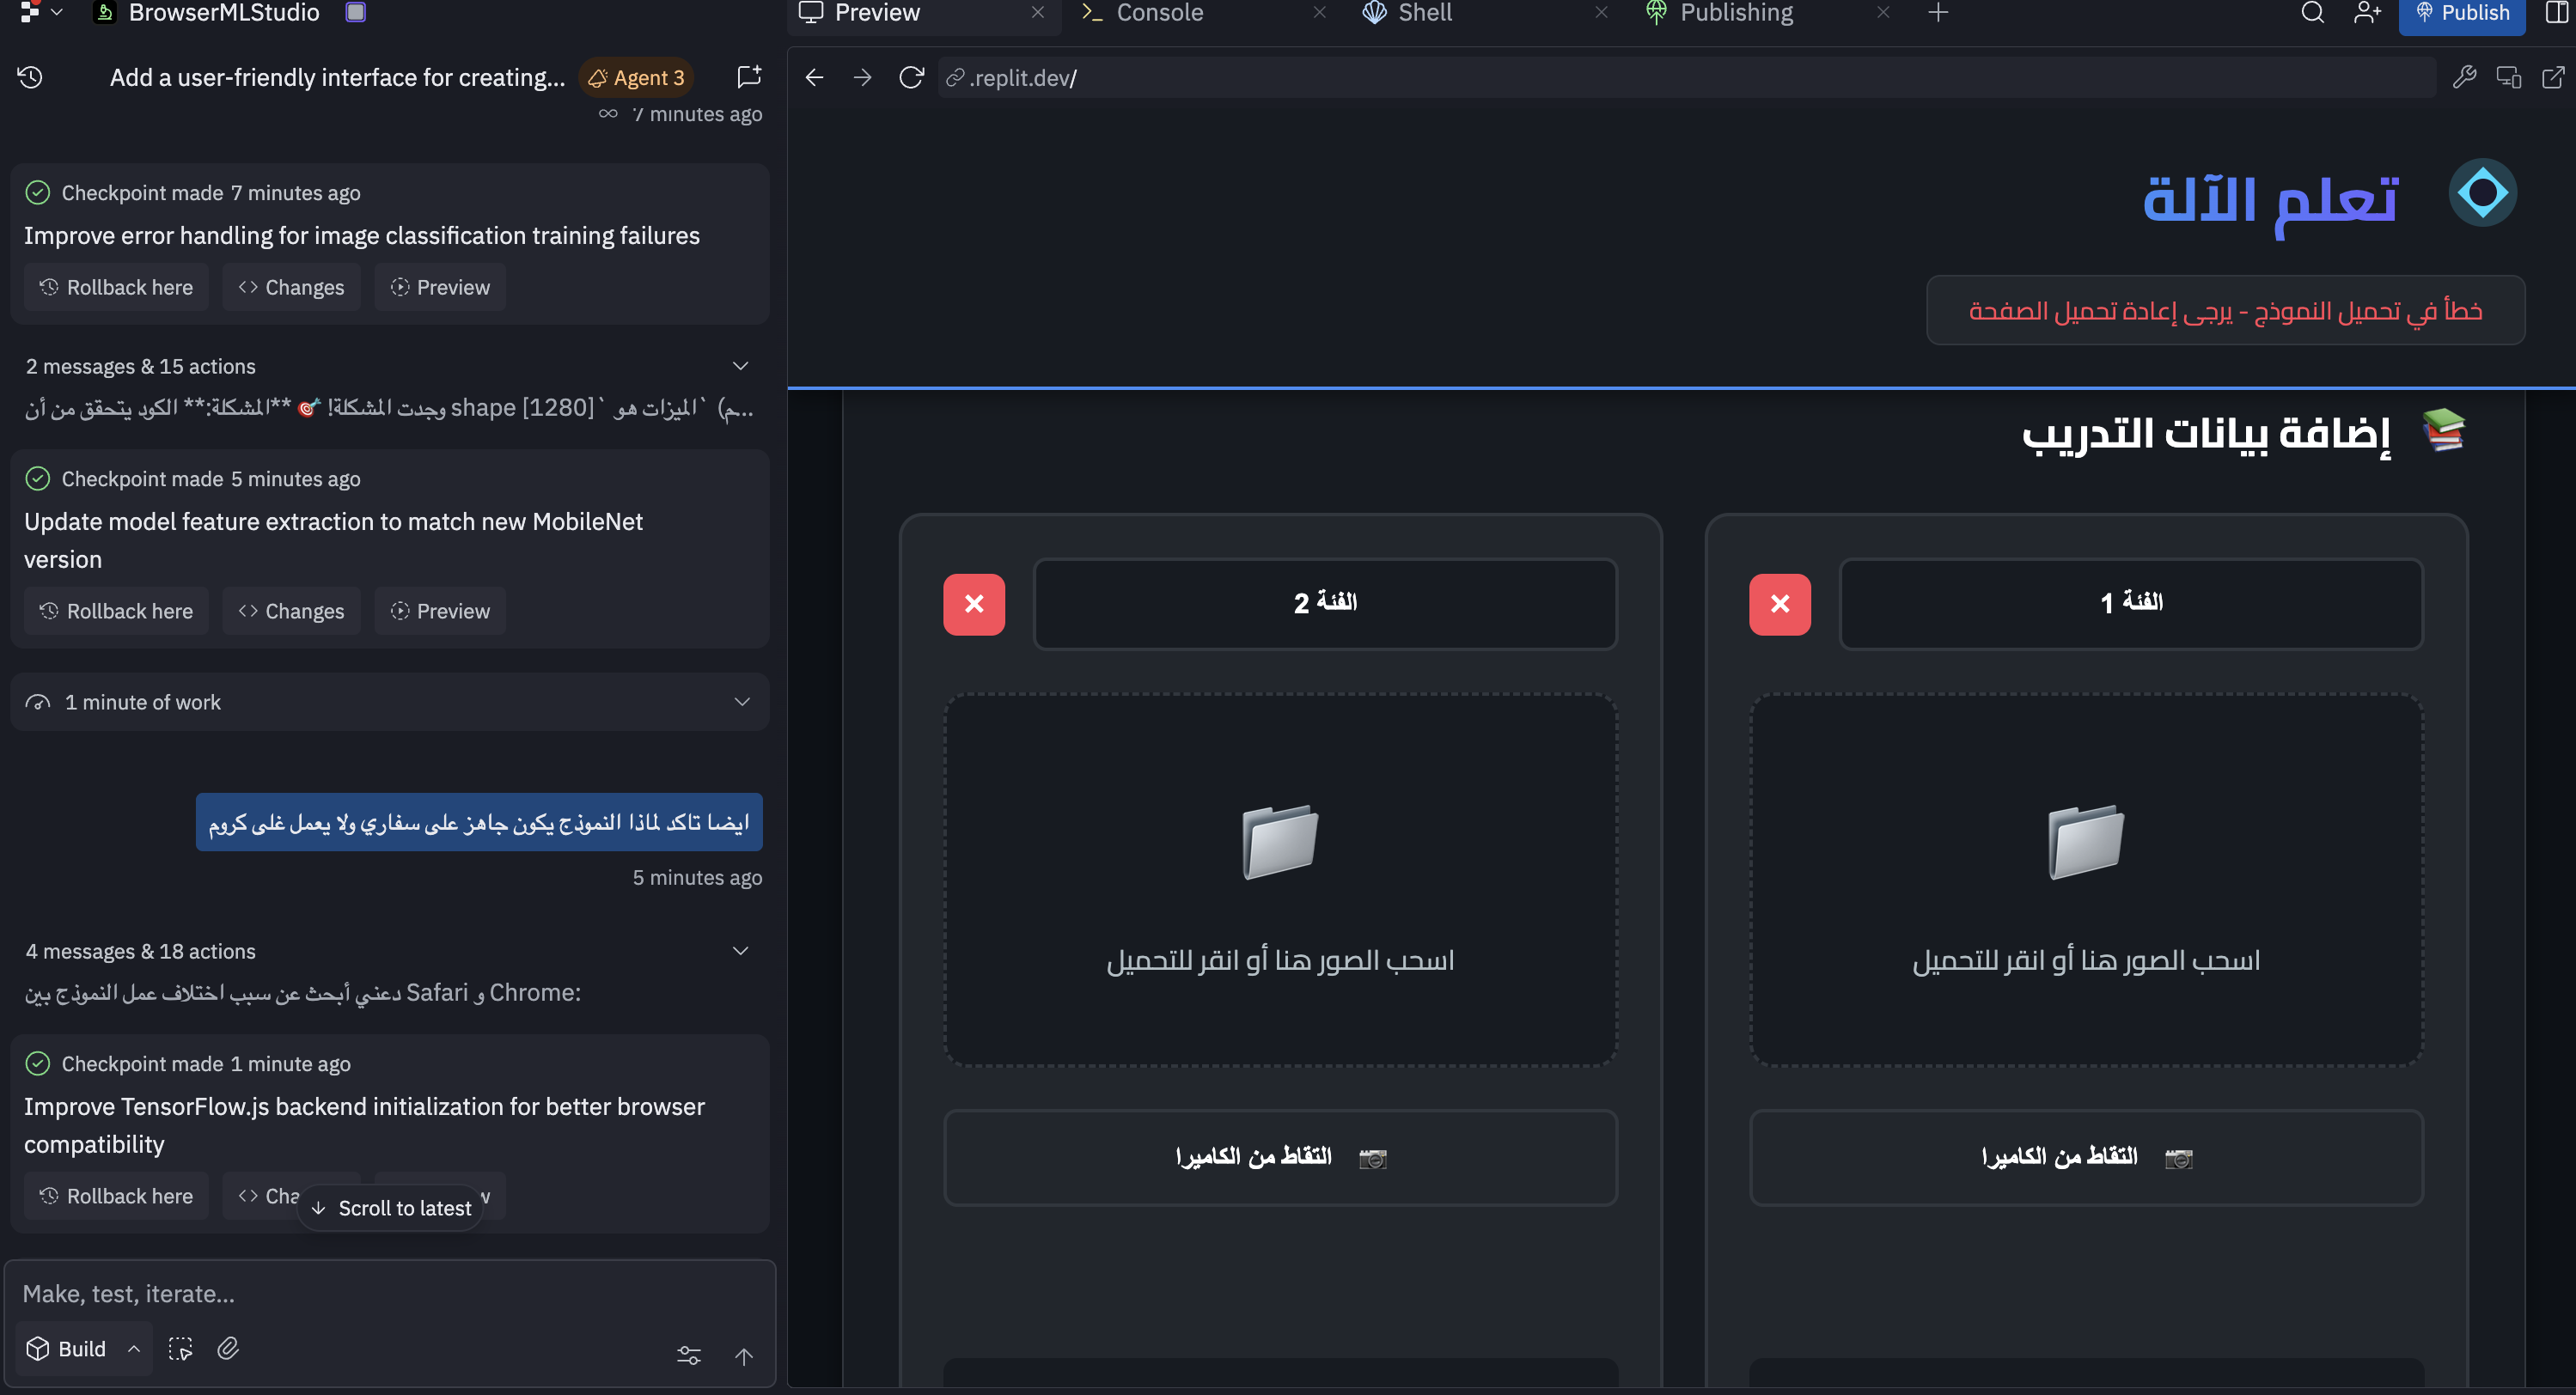 BrowserMLStudio
Preview
Console
Shell
Publishing
Publish
Add a user-friendly interface for creating...
Agent 3
.replit.dev/
7 minutes ago
Checkpoint made 7 minutes ago
Improve error handling for image classification training failures
Rollback here
Changes
Preview
2 messages & 15 actions
وجدت المشكلة! 🎯 **المشكلة:** الكود يتحقق من أن shape [1280]` الميزات هو` (حم...
Checkpoint made 5 minutes ago
Update model feature extraction to match new MobileNet
version
Rollback here
Changes
Preview
1 minute of work
ايضا تاكد لماذا النموذج يكون جاهز على سفاري ولا يعمل غلى كروم
5 minutes ago
4 messages & 18 actions
دعني أبحث عن سبب اختلاف عمل النموذج بين Safari و Chrome:
Checkpoint made 1 minute ago
Improve TensorFlow.js backend initialization for better browser
compatibility
Rollback here
Cha
w
Scroll to latest
Make, test, iterate...
Build
تعلم الآلة
خطأ في تحميل النموذج - يرجى إعادة تحميل الصفحة
📚 إضافة بيانات التدريب
الفئة 1
الفئة 2
اسحب الصور هنا أو انقر للتحميل
اسحب الصور هنا أو انقر للتحميل
📷 التقاط من الكاميرا
📷 التقاط من الكاميرا